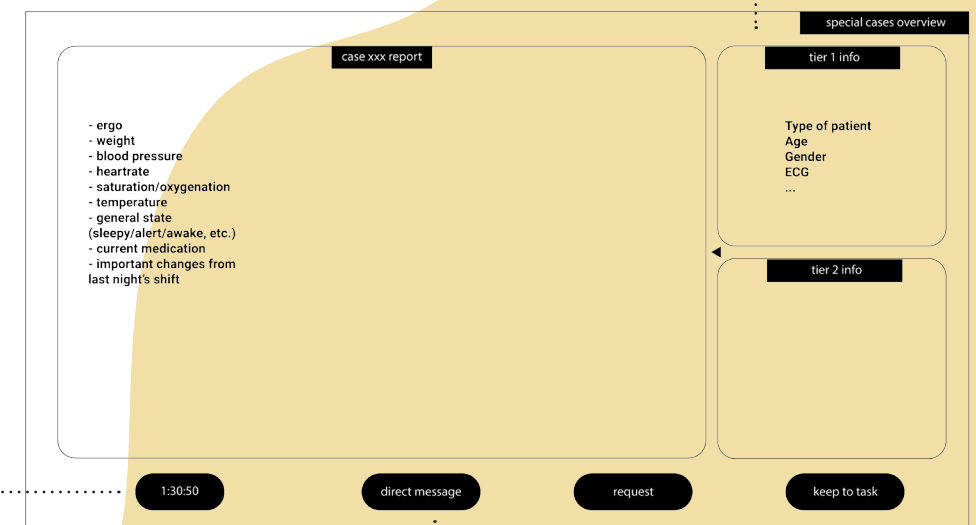 special cases overview
case xxx report
tier 1 info
- ergo
- weight
- blood pressure
- heartrate
- saturation/oxygenation
- temperature
- general state
(sleepy/alert/awake, etc.)
- current medication
- important changes from
last night's shift
Type of patient
Age
Gender
ECG
...
tier 2 info
1:30:50
direct message
request
keep to task